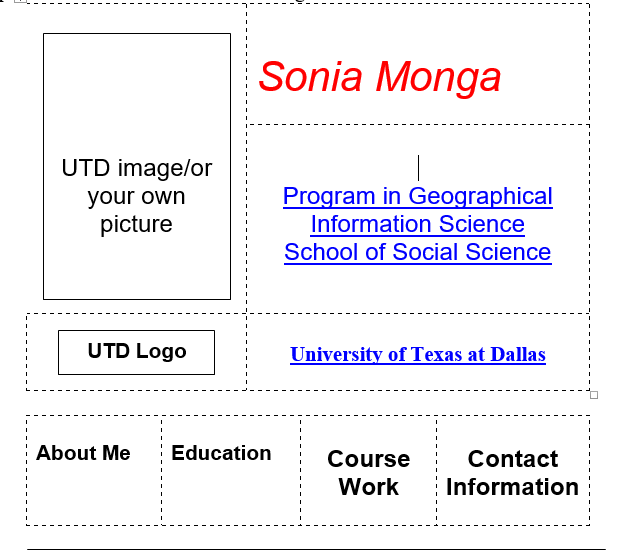 Sonia Monga
UTD image/or
your own
picture
Program in Geographical
Information Science
School of Social Science
UTD Logo
University of Texas at Dallas
About Me
Education
Course
Work
Contact
Information